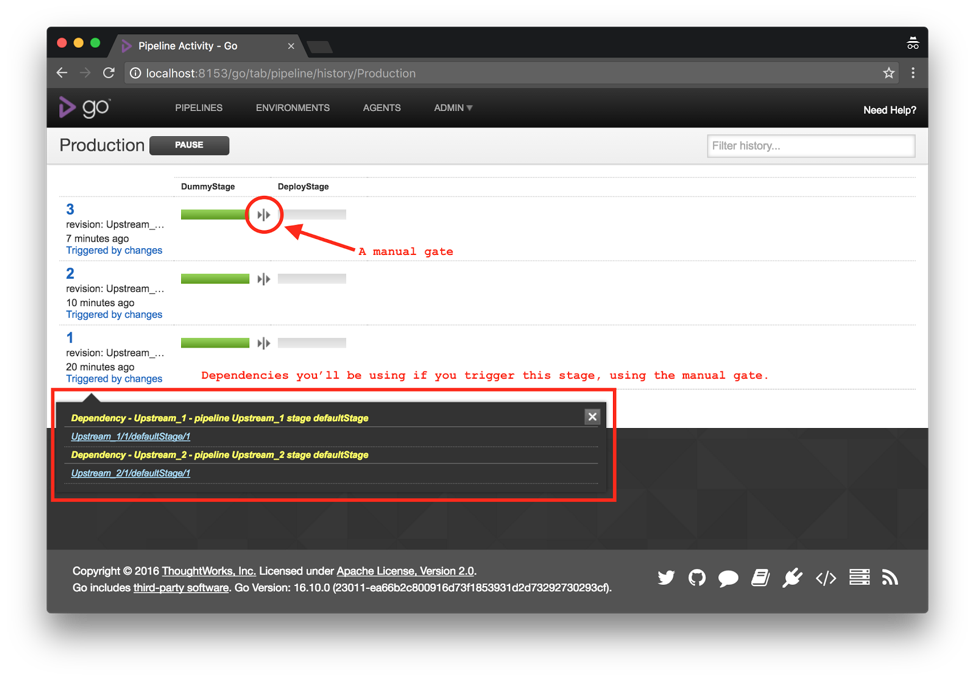 Pipeline Activity - Go
localhost:8153/go/tab/pipeline/history/Production
go
PIPELINES ENVIRONMENTS AGENTS ADMIN
Need Help?
Production PAUSE Filter history...
DummyStage DeployStage
3
revision: Upstream_...
7 minutes ago
Triggered by changes
A manual gate
2
revision: Upstream_...
10 minutes ago
Triggered by changes
1
revision: Upstream_...
20 minutes ago
Triggered by changes
Dependencies you'll be using if you trigger this stage, using the manual gate.
Dependency - Upstream_1 - pipeline Upstream_1 stage defaultStage
Upstream_1/1/defaultStage/1
Dependency - Upstream_2 - pipeline Upstream_2 stage defaultStage
Upstream_2/1/defaultStage/1
Copyright © 2016 ThoughtWorks, Inc. Licensed under Apache License, Version 2.0.
Go includes third-party software. Go Version: 16.10.0 (23011-ea66b2c800916d73f1853931d2d73292730293cf).